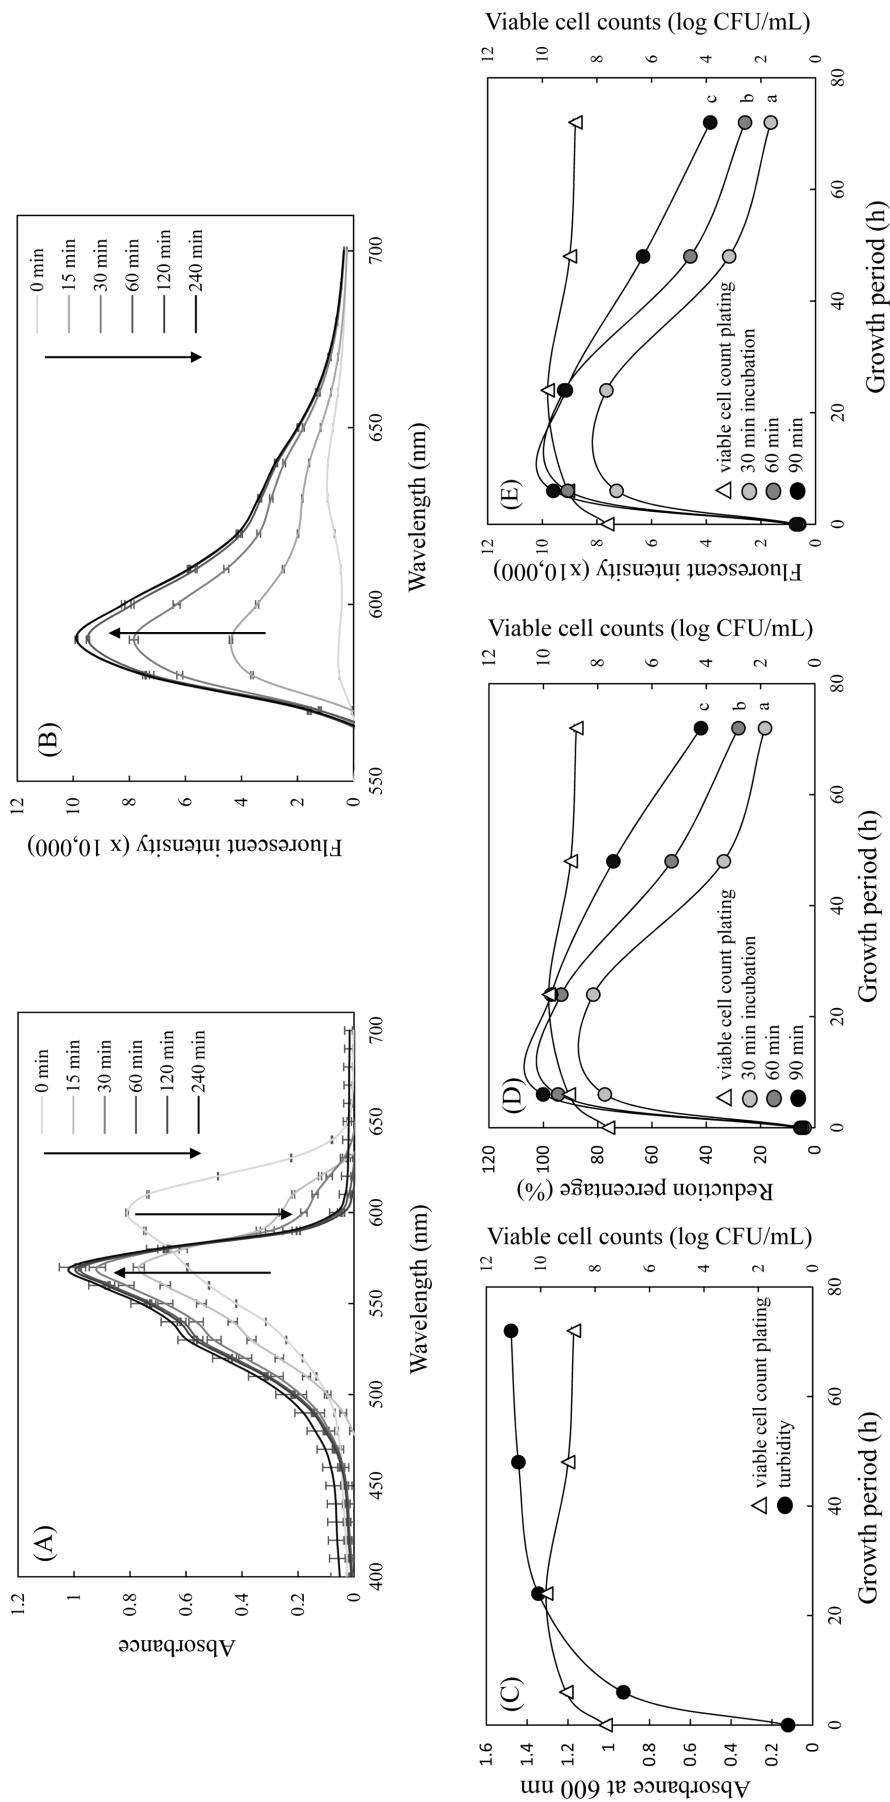 (A)
1.2
1
0.8
0.6
0.4
0.2
0
Absorbance
400
450
500
550
600
650
700
Wavelength (nm)
0 min
15 min
30 min
60 min
120 min
240 min
(B)
12
10
8
6
4
2
0
Fluorescent intensity (x 10,000)
550
600
650
700
Wavelength (nm)
0 min
15 min
30 min
60 min
120 min
240 min
(C)
1.6
1.4
1.2
1
0.8
0.6
0.4
0.2
0
Absorbance at 600 nm
0
20
40
60
80
Growth period (h)
12
10
8
6
4
2
0
Viable cell counts (log CFU/mL)
viable cell count plating
turbidity
(D)
120
100
80
60
40
20
0
Reduction percentage (%)
0
20
40
60
80
Growth period (h)
12
10
8
6
4
2
0
Viable cell counts (log CFU/mL)
viable cell count plating
30 min incubation
60 min
90 min
c
b
a
(E)
12
10
8
6
4
2
0
Fluorescent intensity (x10,000)
0
20
40
60
80
Growth period (h)
12
10
8
6
4
2
0
Viable cell counts (log CFU/mL)
viable cell count plating
30 min incubation
60 min
90 min
c
b
a